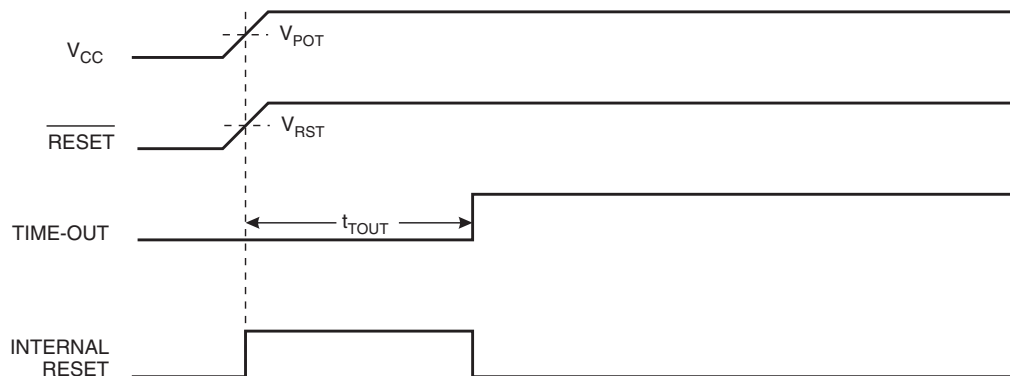 V_CC
V_POT
RESET
V_RST
TIME-OUT
t_TOUT
INTERNAL
RESET